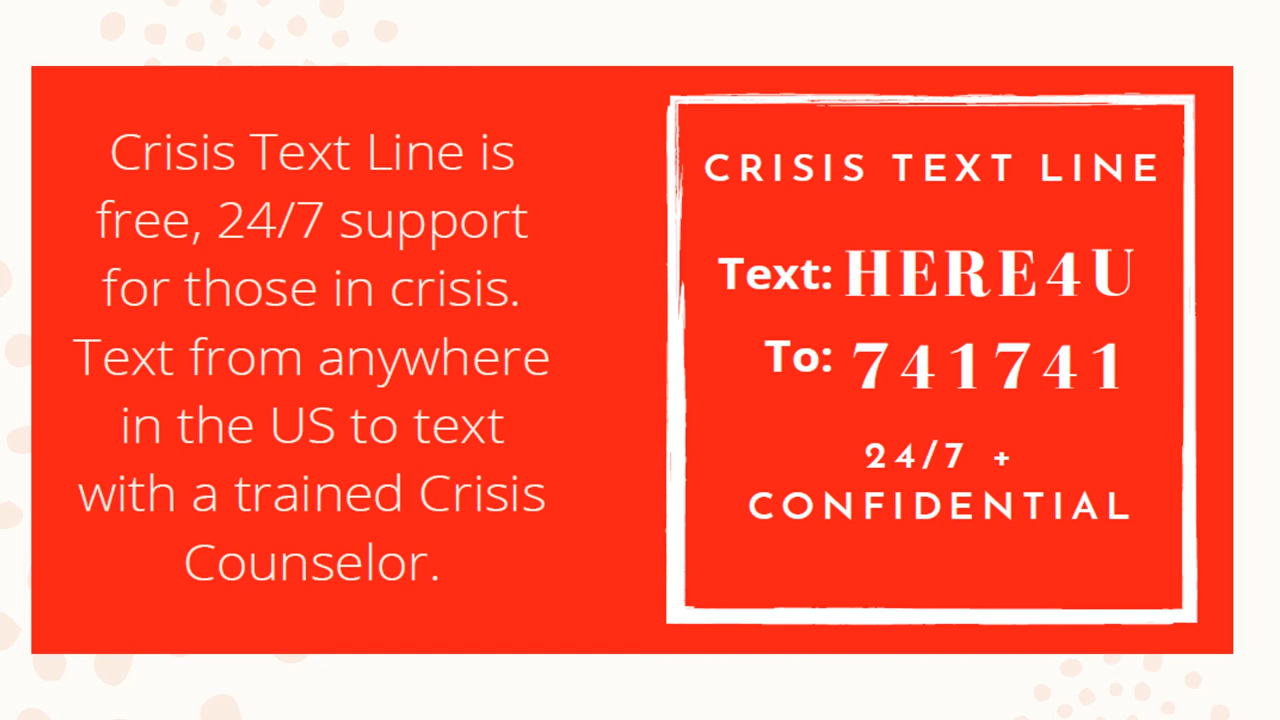 Crisis Text Line is
free, 24/7 support
for those in crisis.
Text from anywhere
in the US to text
with a trained Crisis
Counselor.
CRISIS TEXT LINE
Text: HERE4U
To: 741741
24/7 +
CONFIDENTIAL